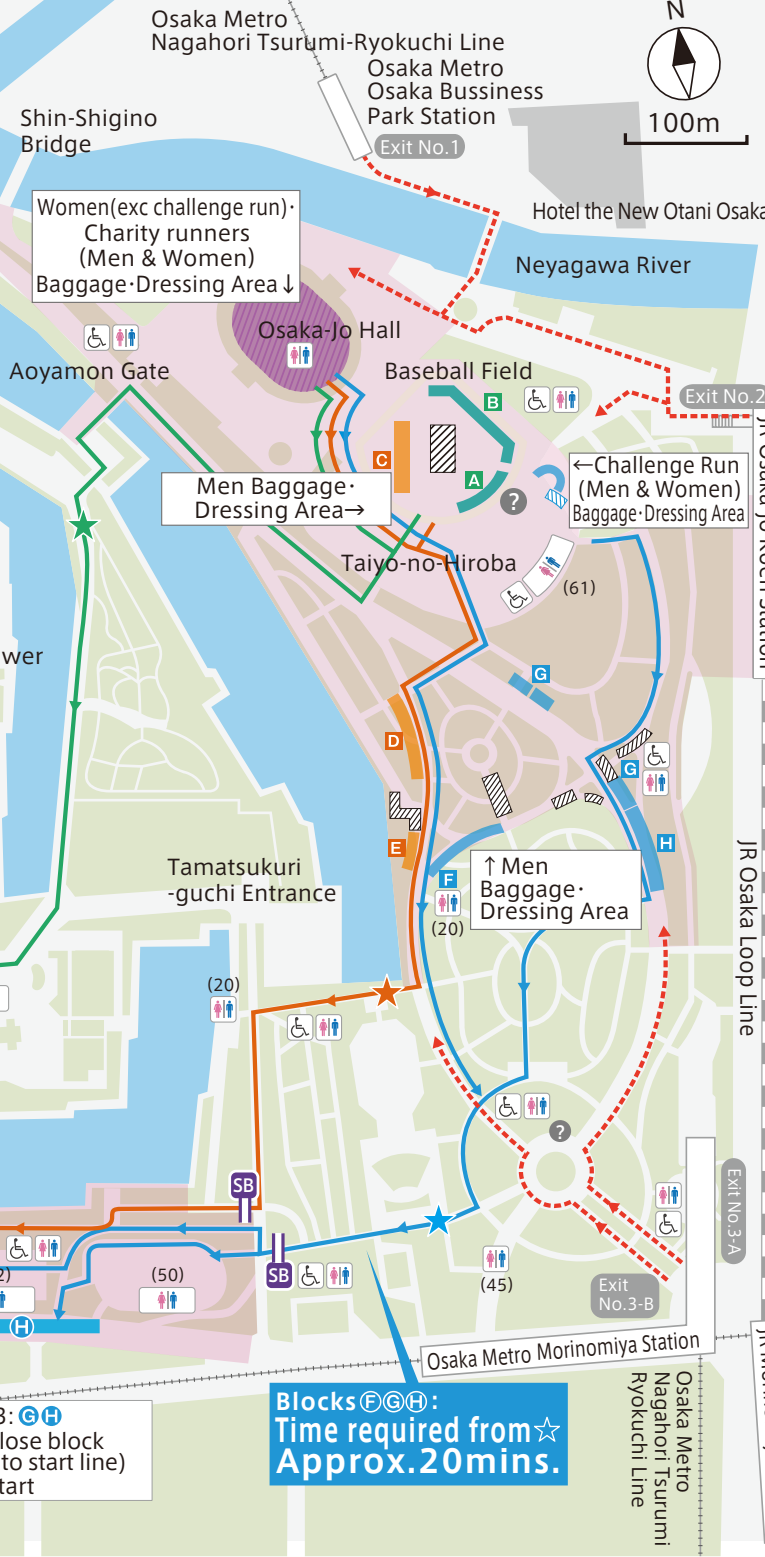 N
Osaka Metro
Nagahori Tsurumi-Ryokuchi Line
Osaka Metro
Osaka Bussiness
Park Station
100m
Shin-Shigino
Bridge
Exit No.1
Women(exc challenge run)･
Charity runners
(Men & Women)
Baggage･Dressing Area↓
Hotel the New Otani Osaka
Neyagawa River
Osaka-Jo Hall
Aoyamon Gate
Baseball Field
B
Exit No.2
C
A
?
←Challenge Run
(Men & Women)
Baggage･Dressing Area
Men Baggage･
Dressing Area→
Taiyo-no-Hiroba
(61)
wer
G
D
G
E
H
F
(20)
↑Men
Baggage･
Dressing Area
Tamatsukuri
-guchi Entrance
JR Osaka Loop Line
(20)
?
SB
SB
Exit No.3-A
2)
(50)
(45)
Exit
No.3-B
H
Osaka Metro Morinomiya Station
Blocks ⒻⒼⒽ:
Time required from☆
Approx.20mins.
Osaka Metro
Nagahori Tsurumi
Ryokuchi Line
3: ⒼⒽ
lose block
to start line)
tart